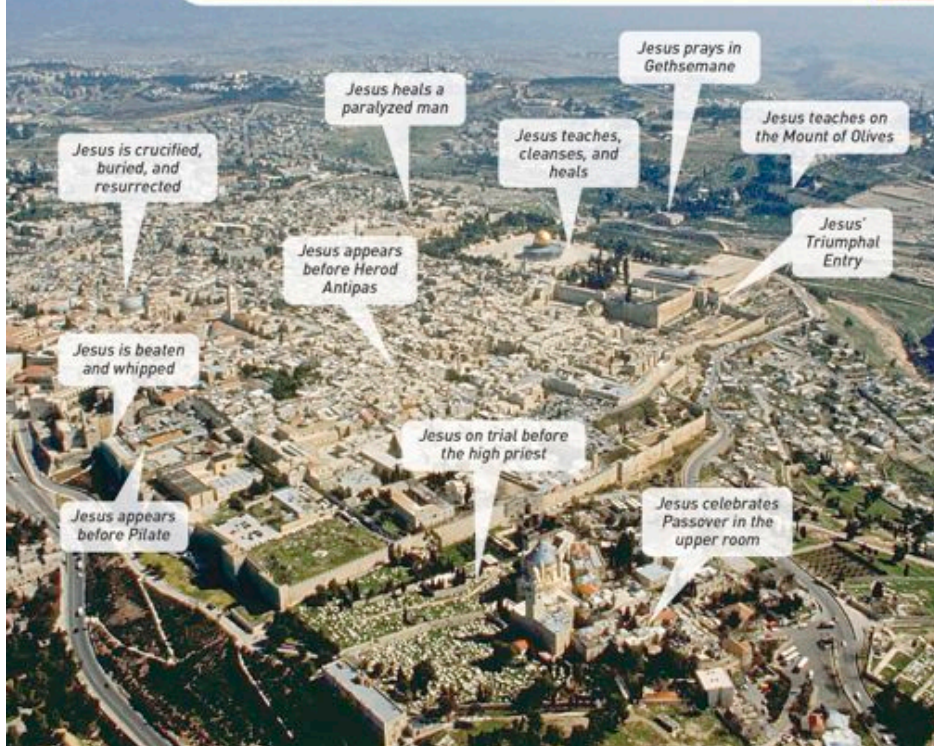 Jesus prays in
Gethsemane
Jesus heals a
paralyzed man
Jesus teaches on
the Mount of Olives
Jesus teaches,
cleanses, and
heals
Jesus is crucified,
buried, and
resurrected
Jesus'
Triumphal
Entry
Jesus appears
before Herod
Antipas
Jesus is beaten
and whipped
Jesus on trial before
the high priest
Jesus celebrates
Passover in the
upper room
Jesus appears
before Pilate